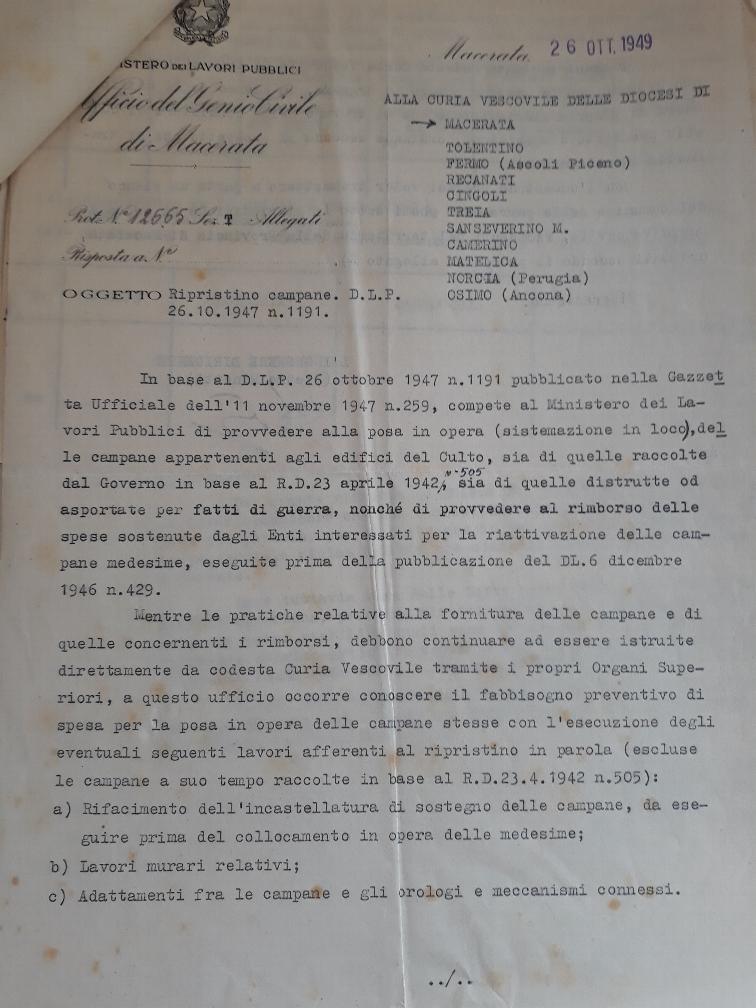 ISTERO DEI LAVORI PUBBLICI
Ufficio del Genio Civile
di Macerata
Macerata, 26 OTT. 1949
ALLA CURIA VESCOVILE DELLE DIOCESI DI
MACERATA
TOLENTINO
FERMO (Ascoli Piceno)
RECANATI
CINGOLI
TREIA
SANSEVERINO M.
CAMERINO
MATELICA
NORCIA (Perugia)
OSIMO (Ancona)
Prot. N° 12665 Sez. T Allegati
Risposta a N°
OGGETTO Ripristino campane. D.L.P.
26.10.1947 n.1191.
In base al D.L.P. 26 ottobre 1947 n.1191 pubblicato nella Gazzet
ta Ufficiale dell'11 novembre 1947 n.259, compete al Ministero dei La-
vori Pubblici di provvedere alla posa in opera (sistemazione in loco),del
le campane appartenenti agli edifici del Culto, sia di quelle raccolte
dal Governo in base al R.D.23 aprile 1942, n.505 sia di quelle distrutte od
asportate per fatti di guerra, nonché di provvedere al rimborso delle
spese sostenute dagli Enti interessati per la riattivazione delle cam-
pane medesime, eseguite prima della pubblicazione del DL.6 dicembre
1946 n.429.
Mentre le pratiche relative alla fornitura delle campane e di
quelle concernenti i rimborsi, debbono continuare ad essere istruite
direttamente da codesta Curia Vescovile tramite i propri Organi Supe-
riori, a questo ufficio occorre conoscere il fabbisogno preventivo di
spesa per la posa in opera delle campane stesse con l'esecuzione degli
eventuali seguenti lavori afferenti al ripristino in parola (escluse
le campane a suo tempo raccolte in base al R.D.23.4.1942 n.505):
a) Rifacimento dell'incastellatura di sostegno delle campane, da ese-
guire prima del collocamento in opera delle medesime;
b) Lavori murari relativi;
c) Adattamenti fra le campane e gli orologi e meccanismi connessi.
../..